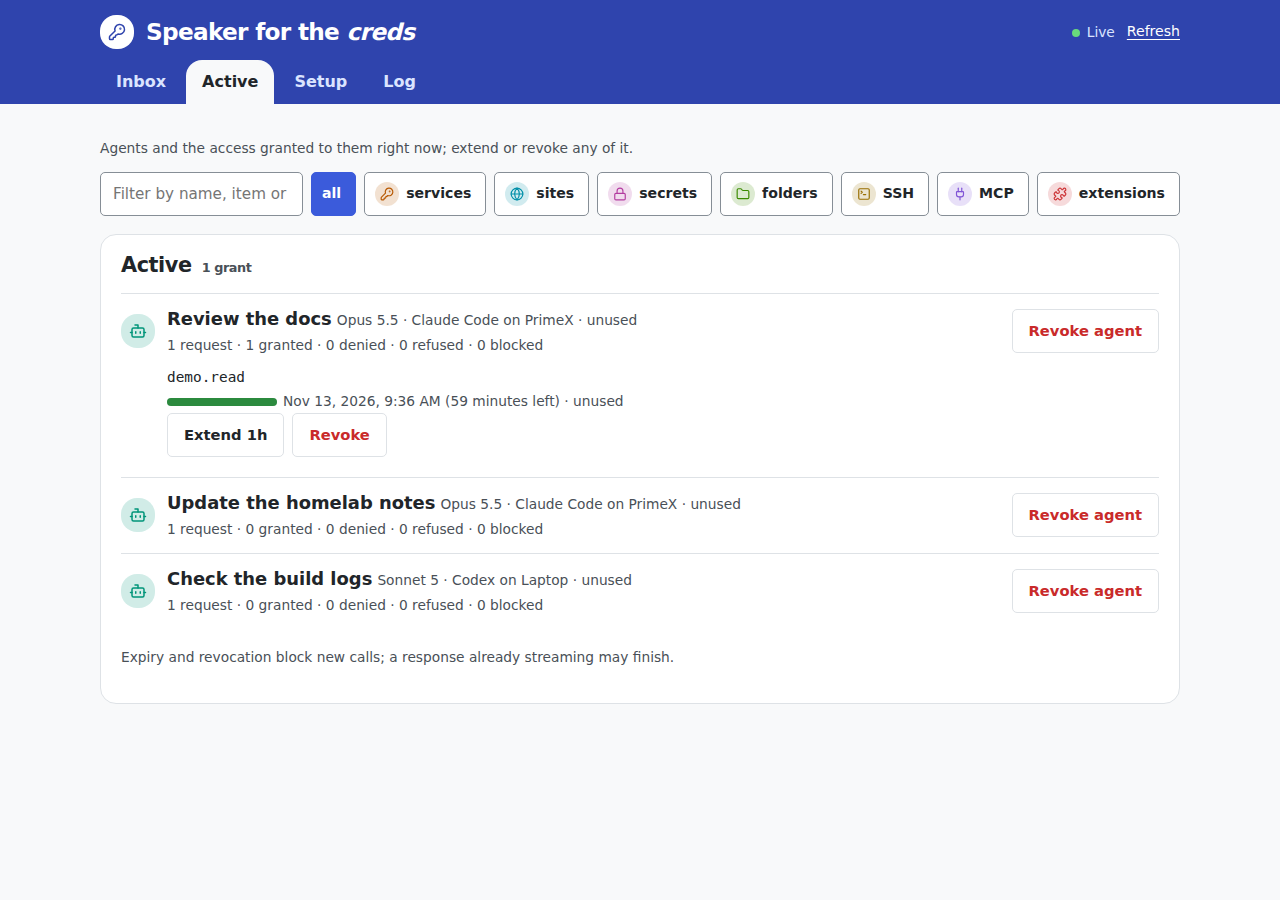 Speaker for the creds
Live Refresh
Inbox Active Setup Log
Agents and the access granted to them right now; extend or revoke any of it.
Filter by name, item or all services sites secrets folders SSH MCP extensions
Active 1 grant
Review the docs Opus 5.5 · Claude Code on PrimeX · unused
Revoke agent
1 request · 1 granted · 0 denied · 0 refused · 0 blocked
demo.read
Nov 13, 2026, 9:36 AM (59 minutes left) · unused
Extend 1h Revoke
Update the homelab notes Opus 5.5 · Claude Code on PrimeX · unused
Revoke agent
1 request · 0 granted · 0 denied · 0 refused · 0 blocked
Check the build logs Sonnet 5 · Codex on Laptop · unused
Revoke agent
1 request · 0 granted · 0 denied · 0 refused · 0 blocked
Expiry and revocation block new calls; a response already streaming may finish.